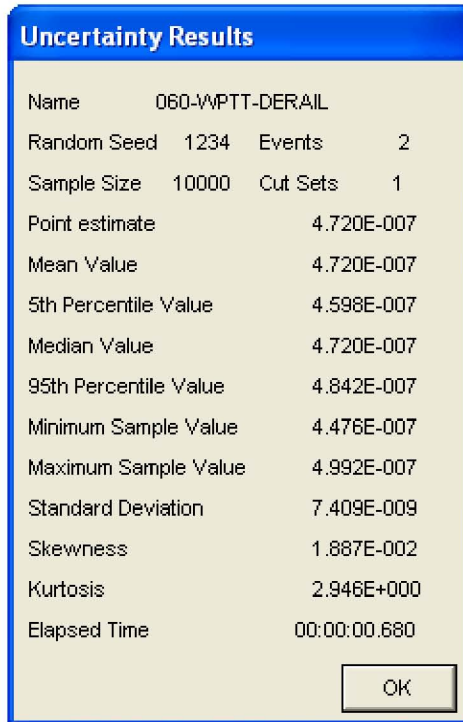 Uncertainty Results
Name 060-WPTT-DERAIL
Random Seed 1234 Events 2
Sample Size 10000 Cut Sets 1
Point estimate 4.720E-007
Mean Value 4.720E-007
5th Percentile Value 4.598E-007
Median Value 4.720E-007
95th Percentile Value 4.842E-007
Minimum Sample Value 4.476E-007
Maximum Sample Value 4.992E-007
Standard Deviation 7.409E-009
Skewness 1.887E-002
Kurtosis 2.946E+000
Elapsed Time 00:00:00.680
OK